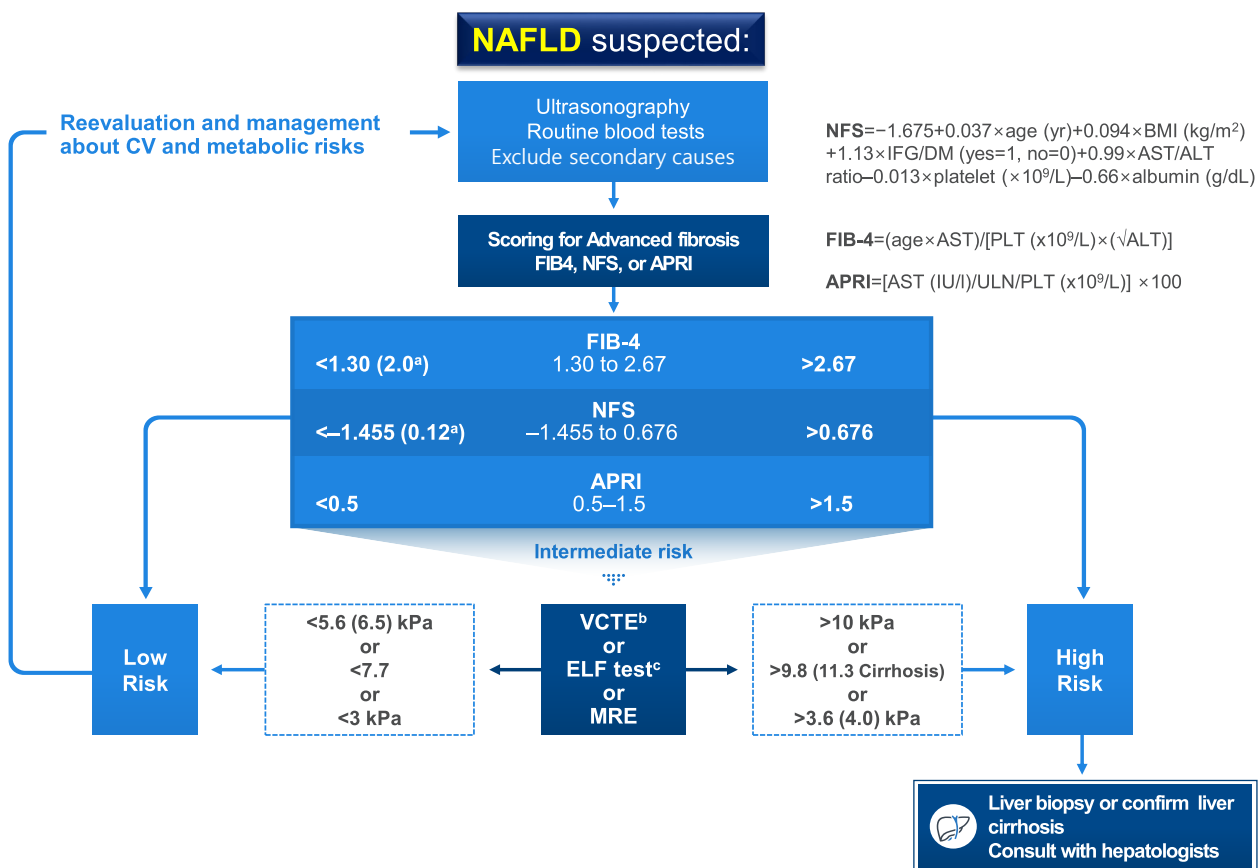 NAFLD suspected:
Ultrasonography
Routine blood tests
Exclude secondary causes
Reevaluation and management
about CV and metabolic risks
NFS=−1.675+0.037×age (yr)+0.094×BMI (kg/m²)
+1.13×IFG/DM (yes=1, no=0)+0.99×AST/ALT
ratio–0.013×platelet (×10⁹/L)–0.66×albumin (g/dL)
Scoring for Advanced fibrosis
FIB4, NFS, or APRI
FIB-4=(age×AST)/[PLT (x10⁹/L)×(√ALT)]
APRI=[AST (IU/l)/ULN/PLT (x10⁹/L)] ×100
FIB-4
<1.30 (2.0ᵃ) 1.30 to 2.67 >2.67
NFS
<–1.455 (0.12ᵃ) –1.455 to 0.676 >0.676
APRI
<0.5 0.5–1.5 >1.5
Intermediate risk
Low
Risk
<5.6 (6.5) kPa
or
<7.7
or
<3 kPa
VCTEᵇ
or
ELF testᶜ
or
MRE
>10 kPa
or
>9.8 (11.3 Cirrhosis)
or
>3.6 (4.0) kPa
High
Risk
Liver biopsy or confirm liver
cirrhosis
Consult with hepatologists